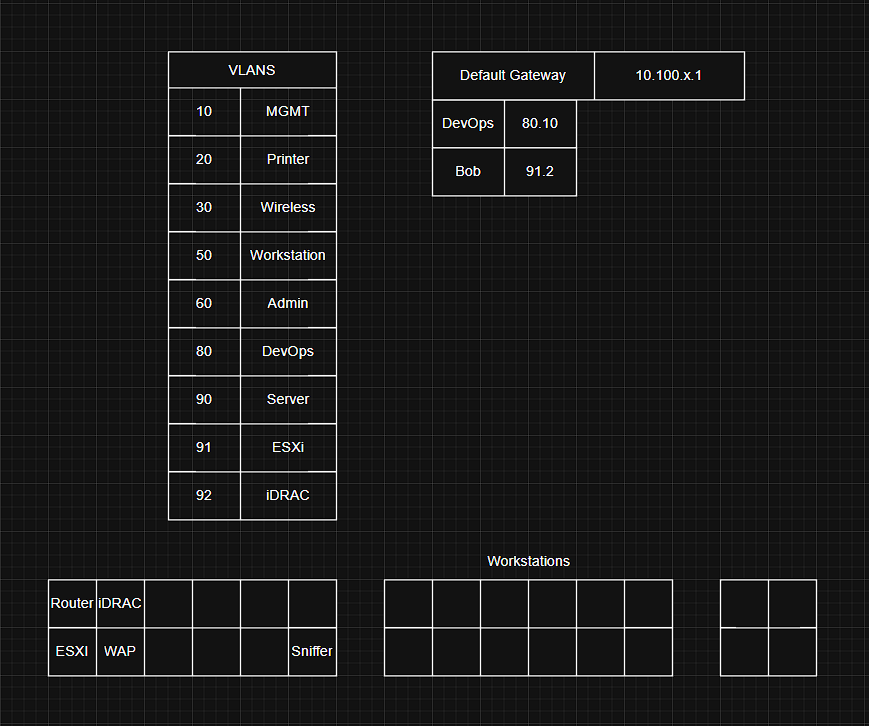 VLANS
10 MGMT
20 Printer
30 Wireless
50 Workstation
60 Admin
80 DevOps
90 Server
91 ESXi
92 iDRAC
Default Gateway 10.100.x.1
DevOps 80.10
Bob 91.2
Router iDRAC
ESXI WAP Sniffer
Workstations